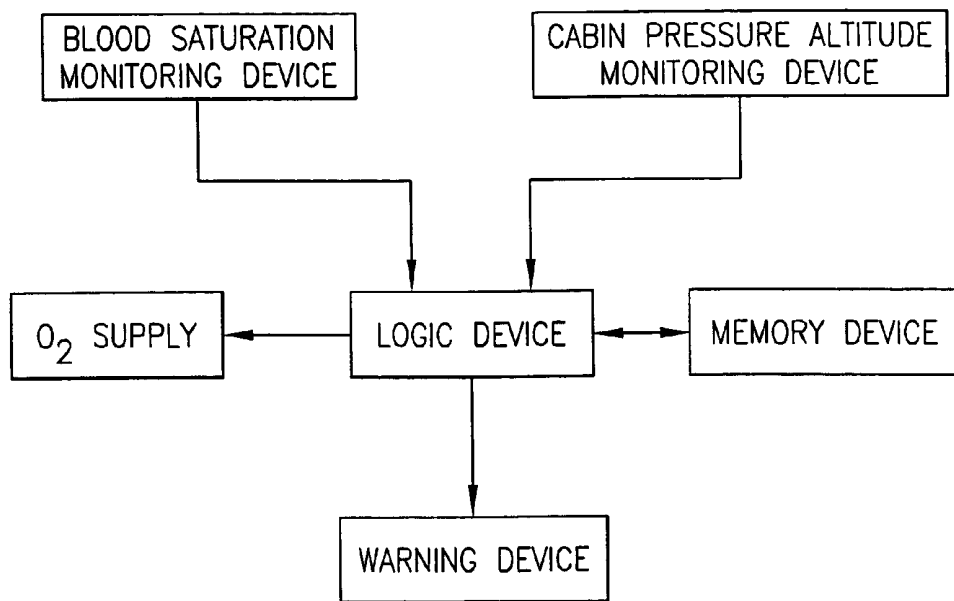 BLOOD SATURATION
MONITORING DEVICE
CABIN PRESSURE ALTITUDE
MONITORING DEVICE
O₂ SUPPLY
LOGIC DEVICE
MEMORY DEVICE
WARNING DEVICE